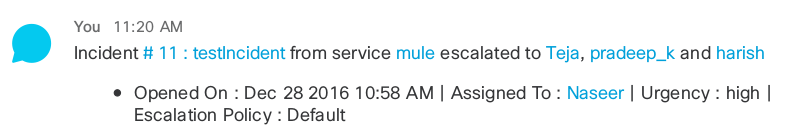 You 11:20 AM
Incident # 11 : testIncident from service mule escalated to Teja, pradeep_k and harish
• Opened On : Dec 28 2016 10:58 AM | Assigned To : Naseer | Urgency : high |
Escalation Policy : Default